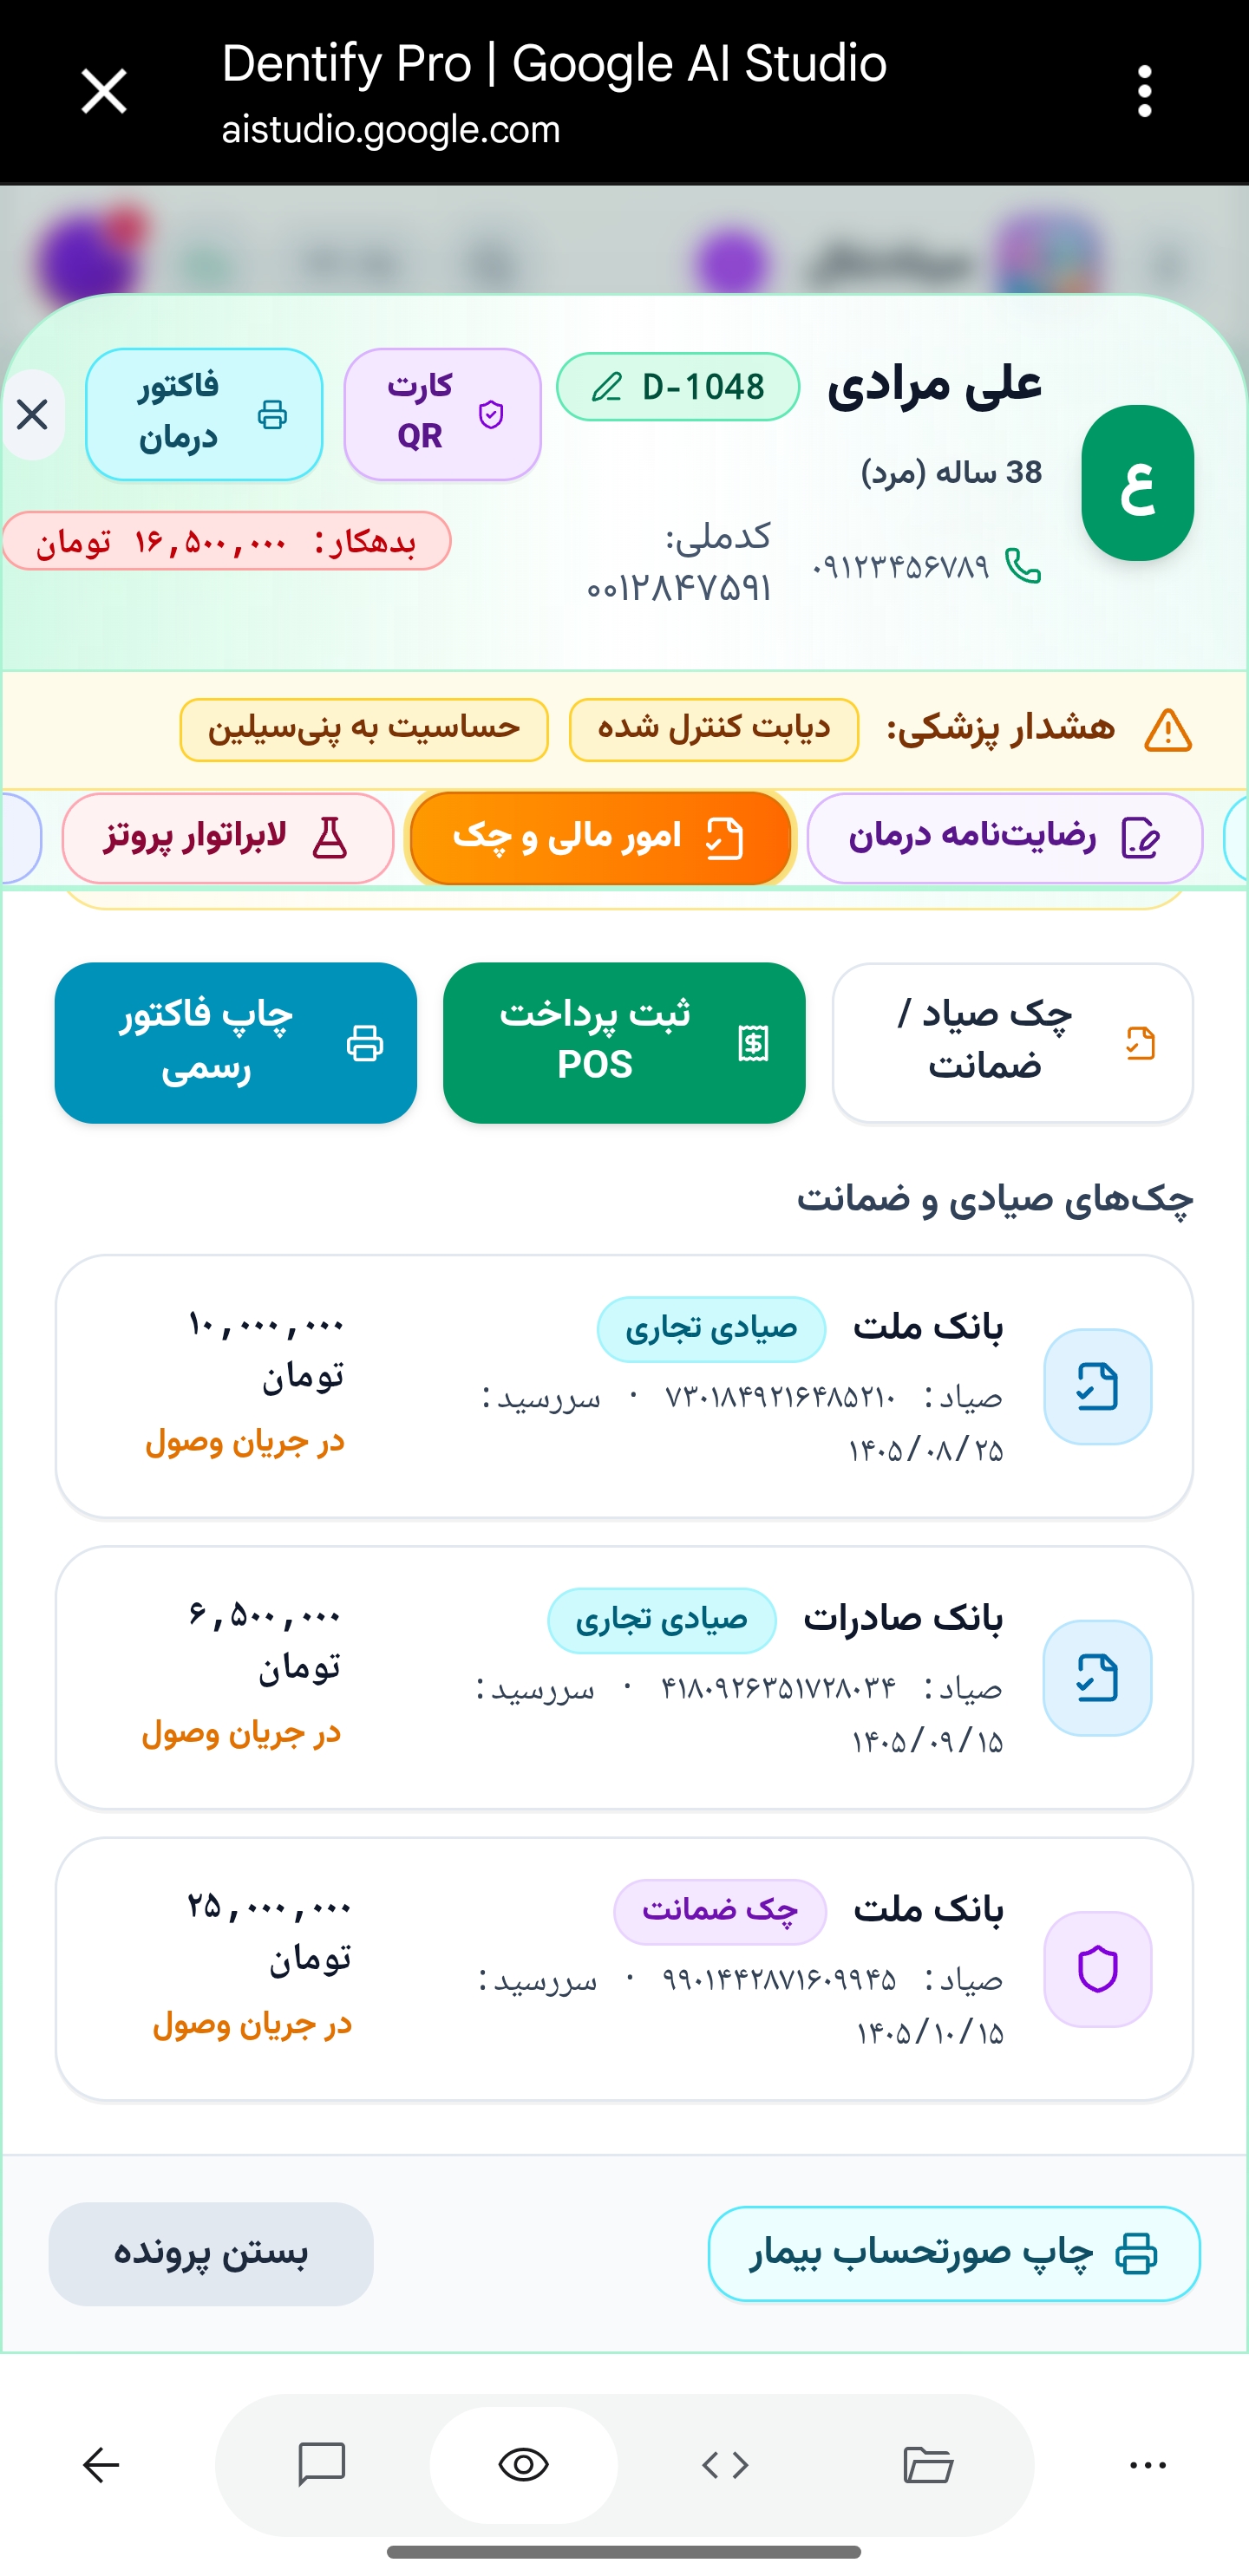 Dentify Pro | Google AI Studio
aistudio.google.com
ع
علی مرادی
D-1048
کارت
QR
فاکتور
درمان
38 ساله (مرد)
۰۹۱۲۳۴۵۶۷۸۹
کدملی:
۰۰۱۲۸۴۷۵۹۱
بدهکار: ۱۶,۵۰۰,۰۰۰ تومان
هشدار پزشکی:
دیابت کنترل شده
حساسیت به پنی‌سیلین
رضایت‌نامه درمان
امور مالی و چک
لابراتوار پروتز
چک صیاد /
ضمانت
ثبت پرداخت
POS
چاپ فاکتور
رسمی
چک‌های صیادی و ضمانت
بانک ملت
صیادی تجاری
صیاد: ۷۳۰۱۸۴۹۲۱۶۴۸۵۲۱۰ · سررسید:
۱۴۰۵/۰۸/۲۵
۱۰,۰۰۰,۰۰۰
تومان
در جریان وصول
بانک صادرات
صیادی تجاری
صیاد: ۴۱۸۰۹۲۶۳۵۱۷۲۸۰۳۴ · سررسید:
۱۴۰۵/۰۹/۱۵
۶,۵۰۰,۰۰۰
تومان
در جریان وصول
بانک ملت
چک ضمانت
صیاد: ۹۹۰۱۴۴۲۸۷۱۶۰۹۹۴۵ · سررسید:
۱۴۰۵/۱۰/۱۵
۲۵,۰۰۰,۰۰۰
تومان
در جریان وصول
چاپ صورتحساب بیمار
بستن پرونده